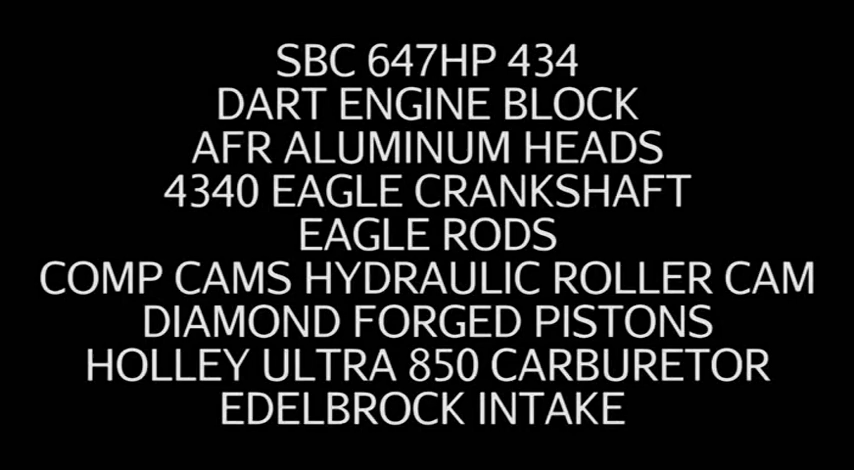 SBC 647HP 434
DART ENGINE BLOCK
AFR ALUMINUM HEADS
4340 EAGLE CRANKSHAFT
EAGLE RODS
COMP CAMS HYDRAULIC ROLLER CAM
DIAMOND FORGED PISTONS
HOLLEY ULTRA 850 CARBURETOR
EDELBROCK INTAKE